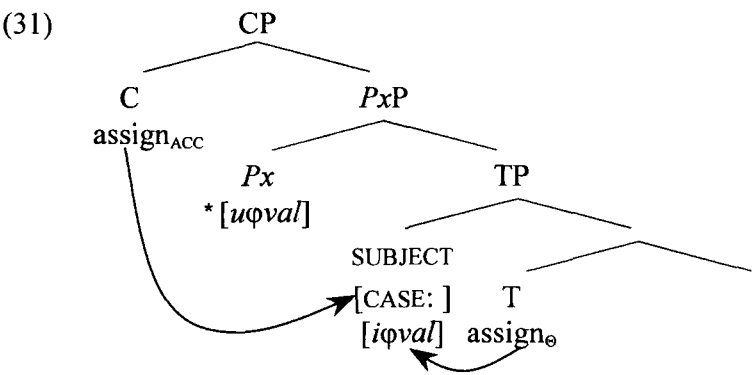 (31) CP
C PxP
assign_ACC
Px TP
*[uφval]
SUBJECT
[CASE: ] T
[iφval] assign_Θ